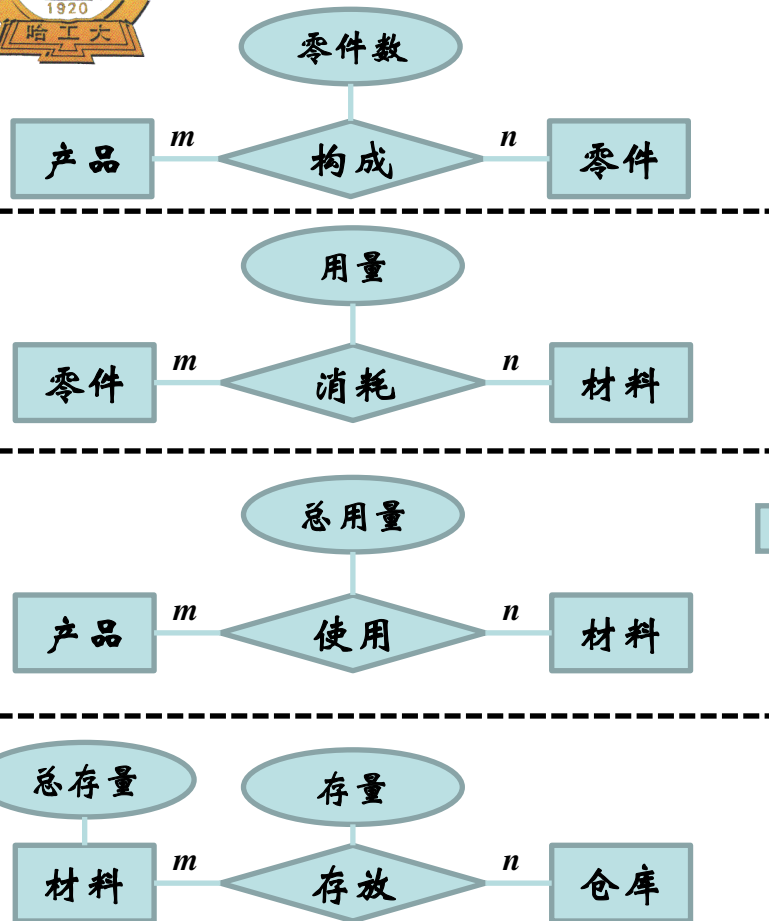 1920
哈工大
零件数
产品 m 构成 n 零件
用量
零件 m 消耗 n 材料
总用量
产品 m 使用 n 材料
总存量 存量
材料 m 存放 n 仓库